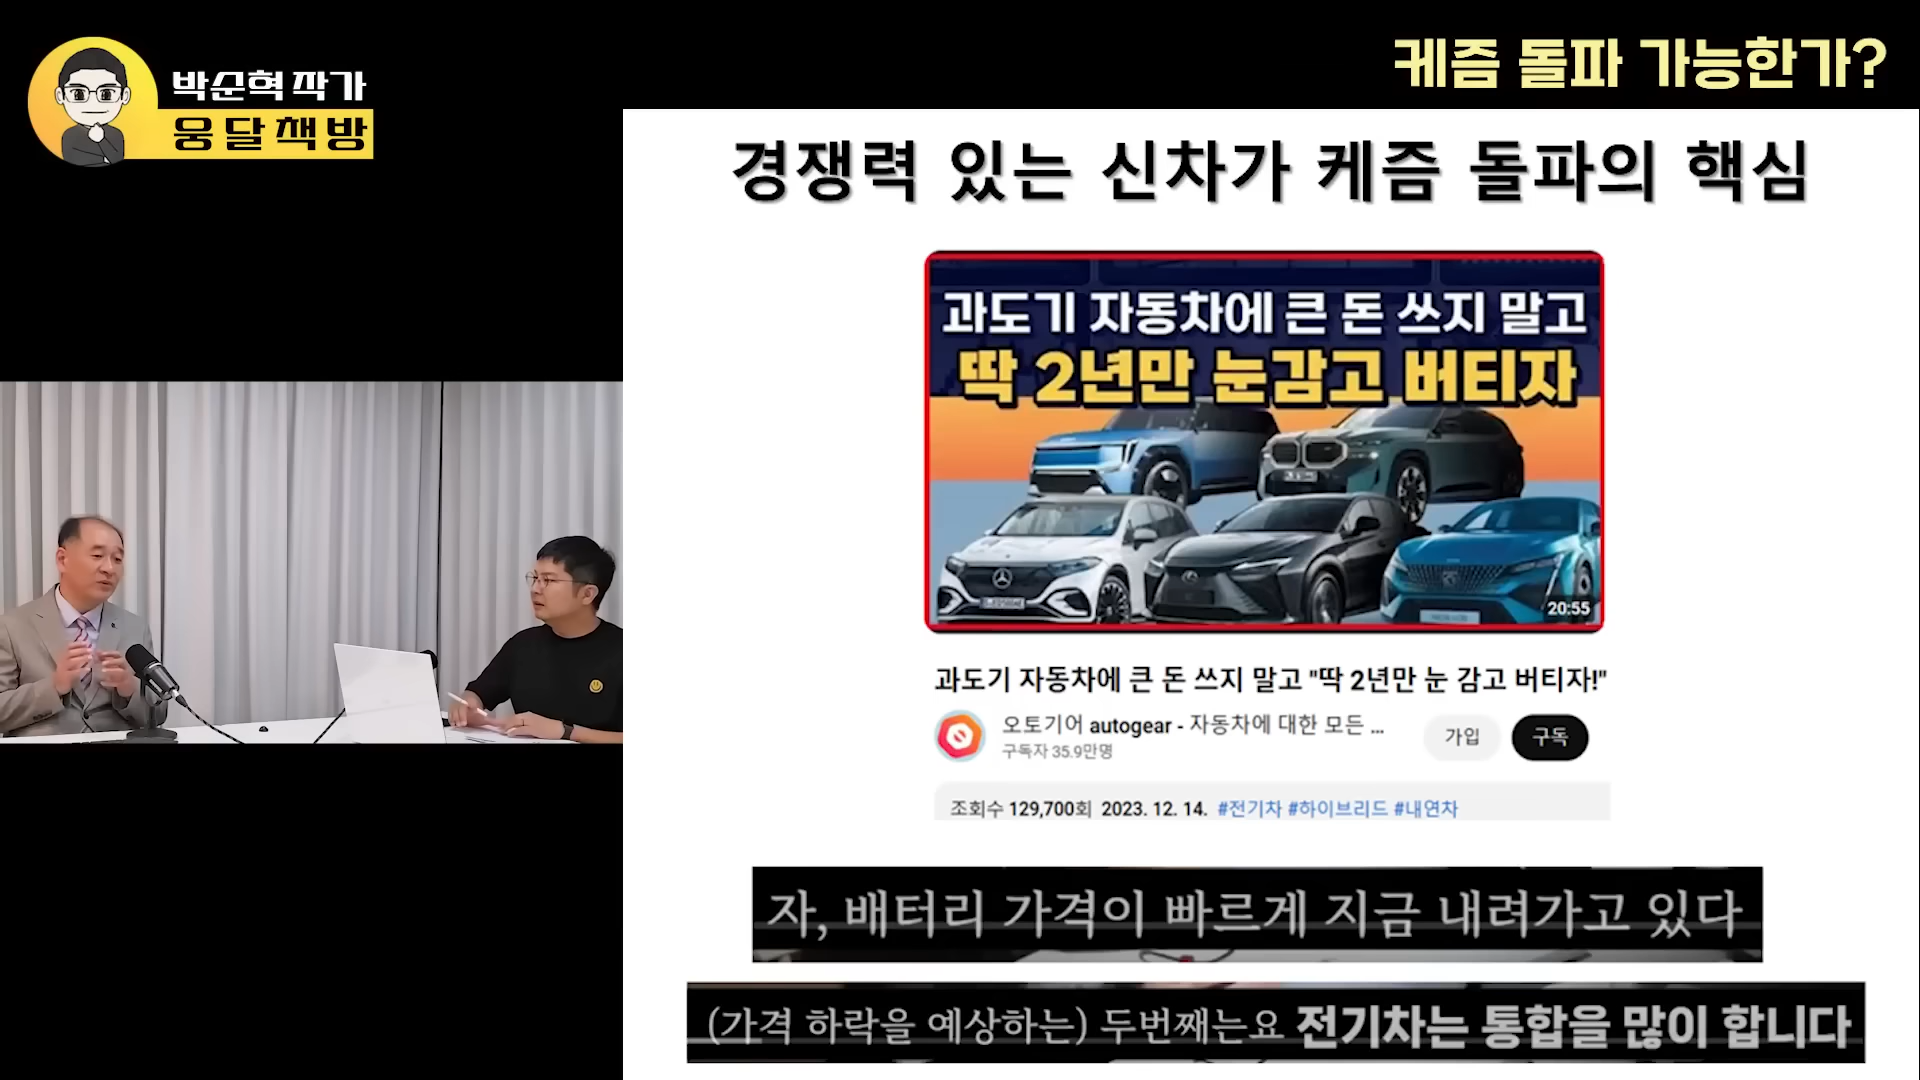 박순혁 작가
웅달책방
케즘 돌파 가능한가?
경쟁력 있는 신차가 케즘 돌파의 핵심
과도기 자동차에 큰 돈 쓰지 말고
딱 2년만 눈감고 버티자
20:55
과도기 자동차에 큰 돈 쓰지 말고 "딱 2년만 눈 감고 버티자!"
오토기어 autogear - 자동차에 대한 모든 ...
구독자 35.9만명
가입
구독
조회수 129,700회 2023. 12. 14. #전기차 #하이브리드 #내연차
자, 배터리 가격이 빠르게 지금 내려가고 있다
(가격 하락을 예상하는) 두번째는요 전기차는 통합을 많이 합니다